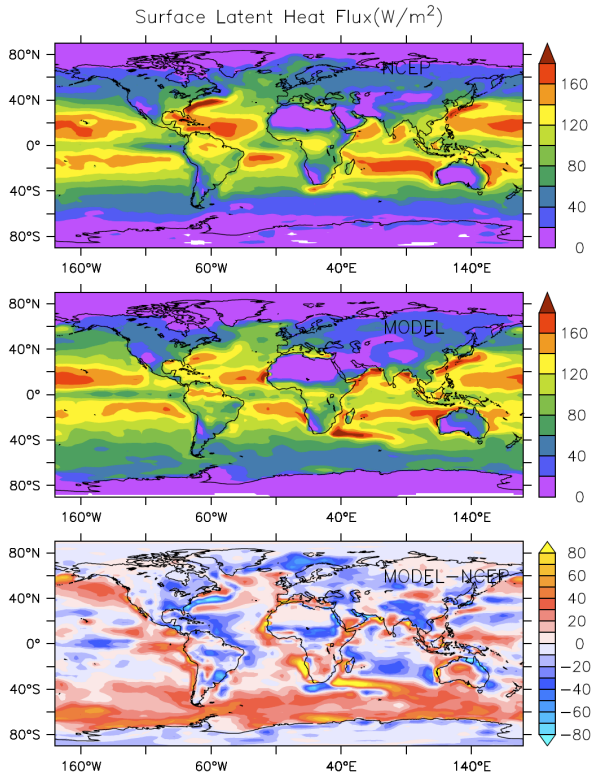 Surface Latent Heat Flux(W/m²)
80°N
40°N
0°
40°S
80°S
NCEP
160
120
80
40
0
160°W
60°W
40°E
140°E
80°N
40°N
0°
40°S
80°S
MODEL
160
120
80
40
0
160°W
60°W
40°E
140°E
80°N
40°N
0°
40°S
80°S
MODEL-NCEP
80
60
40
20
0
-20
-40
-60
-80
160°W
60°W
40°E
140°E